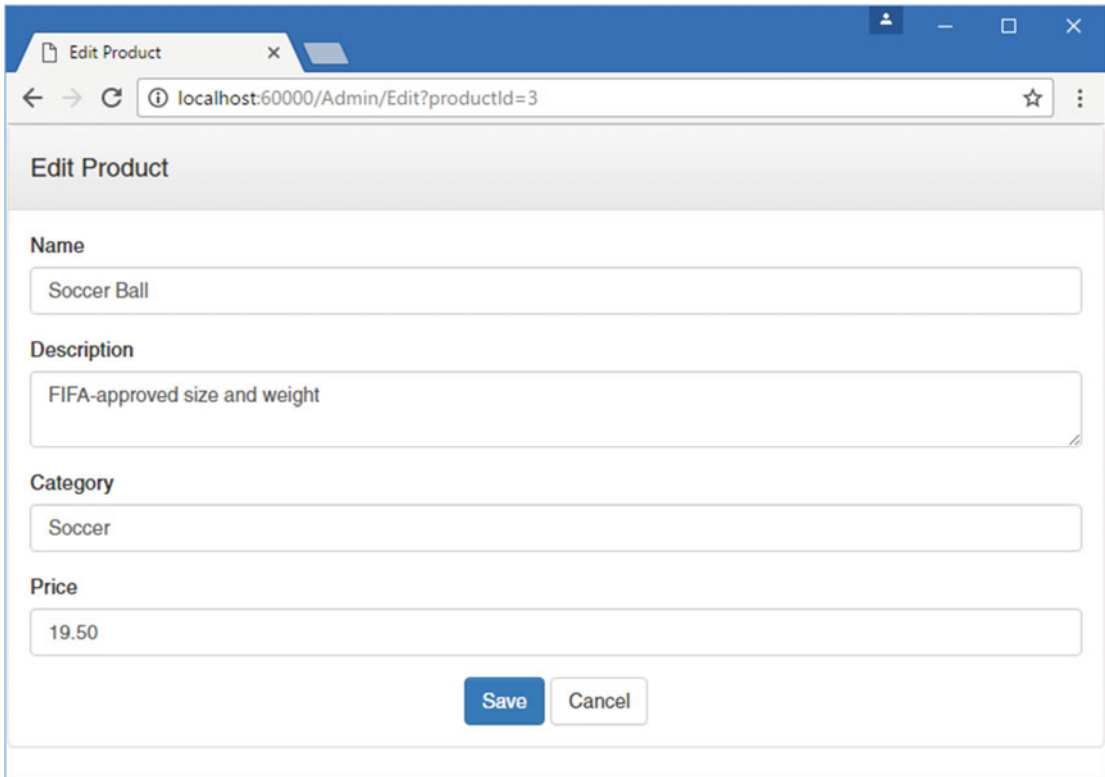 Edit Product
localhost:60000/Admin/Edit?productId=3
Edit Product
Name
Soccer Ball
Description
FIFA-approved size and weight
Category
Soccer
Price
19.50
Save Cancel